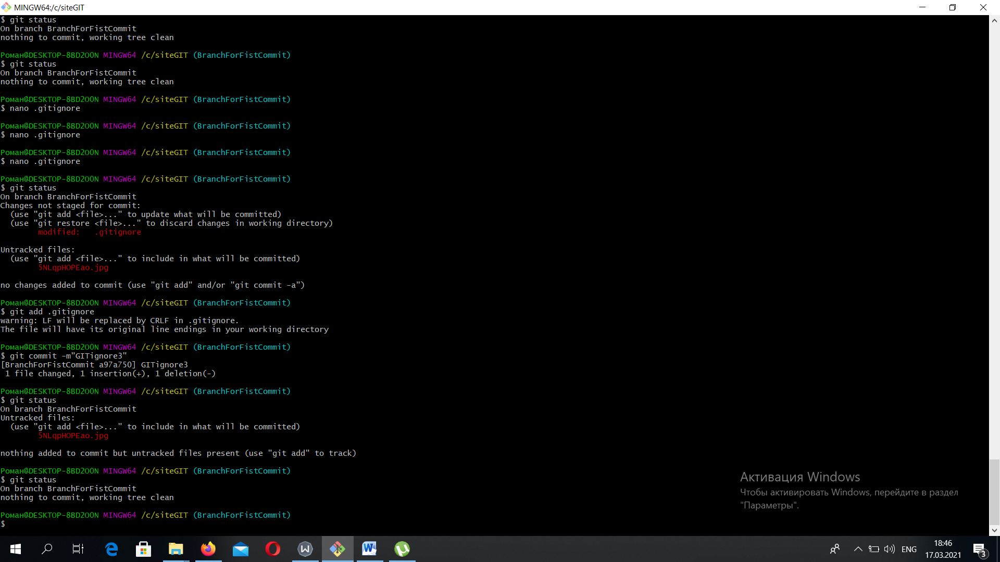 MINGW64:/c/siteGIT
$ git status
On branch BranchForFistCommit
nothing to commit, working tree clean
Роман@DESKTOP-8BD2O0N MINGW64 /c/siteGIT (BranchForFistCommit)
$ git status
On branch BranchForFistCommit
nothing to commit, working tree clean
Роман@DESKTOP-8BD2O0N MINGW64 /c/siteGIT (BranchForFistCommit)
$ nano .gitignore
Роман@DESKTOP-8BD2O0N MINGW64 /c/siteGIT (BranchForFistCommit)
$ nano .gitignore
Роман@DESKTOP-8BD2O0N MINGW64 /c/siteGIT (BranchForFistCommit)
$ nano .gitignore
Роман@DESKTOP-8BD2O0N MINGW64 /c/siteGIT (BranchForFistCommit)
$ git status
On branch BranchForFistCommit
Changes not staged for commit:
(use "git add <file>..." to update what will be committed)
(use "git restore <file>..." to discard changes in working directory)
modified:   .gitignore
Untracked files:
(use "git add <file>..." to include in what will be committed)
5NLqpHOPEao.jpg
no changes added to commit (use "git add" and/or "git commit -a")
Роман@DESKTOP-8BD2O0N MINGW64 /c/siteGIT (BranchForFistCommit)
$ git add .gitignore
warning: LF will be replaced by CRLF in .gitignore.
The file will have its original line endings in your working directory
Роман@DESKTOP-8BD2O0N MINGW64 /c/siteGIT (BranchForFistCommit)
$ git commit -m"GITignore3"
[BranchForFistCommit a97a750] GITignore3
1 file changed, 1 insertion(+), 1 deletion(-)
Роман@DESKTOP-8BD2O0N MINGW64 /c/siteGIT (BranchForFistCommit)
$ git status
On branch BranchForFistCommit
Untracked files:
(use "git add <file>..." to include in what will be committed)
5NLqpHOPEao.jpg
nothing added to commit but untracked files present (use "git add" to track)
Роман@DESKTOP-8BD2O0N MINGW64 /c/siteGIT (BranchForFistCommit)
$ git status
On branch BranchForFistCommit
nothing to commit, working tree clean
Роман@DESKTOP-8BD2O0N MINGW64 /c/siteGIT (BranchForFistCommit)
$
Активация Windows
Чтобы активировать Windows, перейдите в раздел
"Параметры".
ENG
18:46
17.03.2021
3